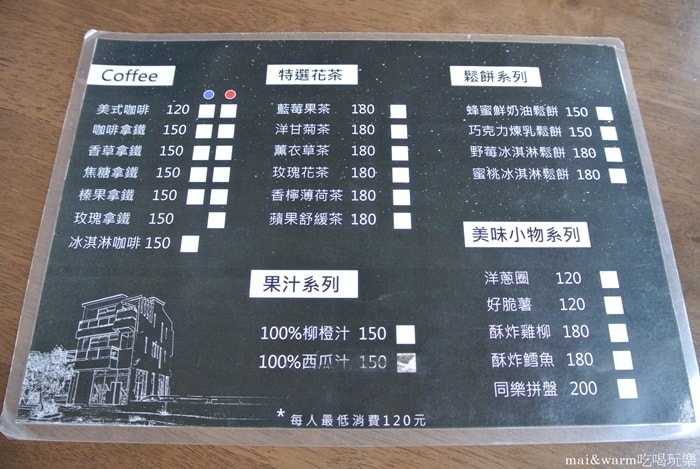 Coffee
美式咖啡 120
咖啡拿鐵 150
香草拿鐵 150
焦糖拿鐵 150
榛果拿鐵 150
玫瑰拿鐵 150
冰淇淋咖啡 150
特選花茶
藍莓果茶 180
洋甘菊茶 180
薰衣草茶 180
玫瑰花茶 180
香檸薄荷茶 180
蘋果舒緩茶 180
果汁系列
100%柳橙汁 150
100%西瓜汁 150
鬆餅系列
蜂蜜鮮奶油鬆餅 150
巧克力煉乳鬆餅 150
野莓冰淇淋鬆餅 180
蜜桃冰淇淋鬆餅 180
美味小物系列
洋蔥圈 120
好脆薯 120
酥炸雞柳 180
酥炸鱈魚 180
同樂拼盤 200
*每人最低消費120元
mai&warm吃喝玩樂